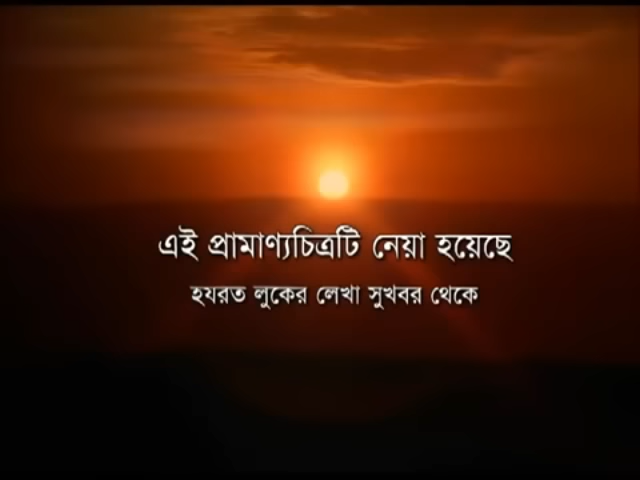 এই প্রামাণ্যচিত্রটি নেয়া হয়েছে
হযরত লুকের লেখা সুখবর থেকে